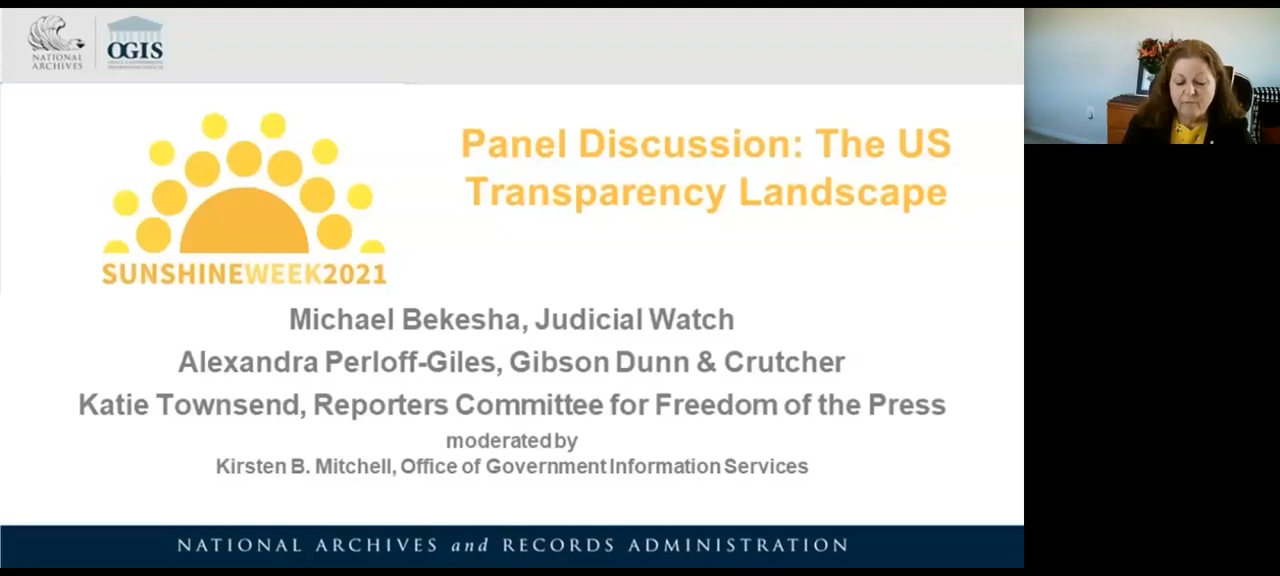 NATIONAL
ARCHIVES
OGIS
Panel Discussion: The US
Transparency Landscape
SUNSHINEWEEK2021
Michael Bekesha, Judicial Watch
Alexandra Perloff-Giles, Gibson Dunn & Crutcher
Katie Townsend, Reporters Committee for Freedom of the Press
moderated by
Kirsten B. Mitchell, Office of Government Information Services
NATIONAL ARCHIVES and RECORDS ADMINISTRATION